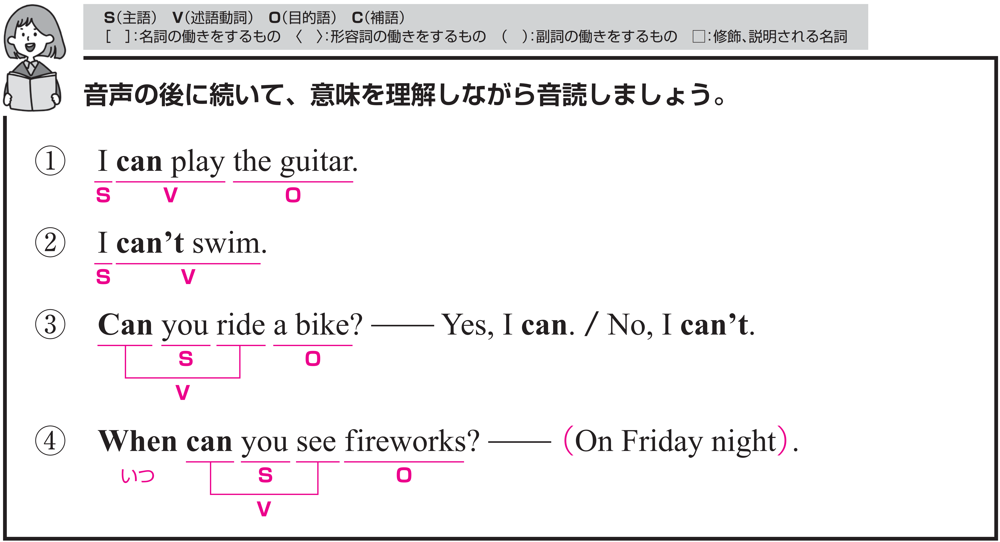 S(主語) V(述語動詞) O(目的語) C(補語)
[ ]:名詞の働きをするもの 〈 〉:形容詞の働きをするもの ( ):副詞の働きをするもの □:修飾、説明される名詞
音声の後に続いて、意味を理解しながら音読しましょう。
① I can play the guitar.
S V O
② I can’t swim.
S V
③ Can you ride a bike? —— Yes, I can. / No, I can’t.
S O
V
④ When can you see fireworks? —— (On Friday night).
いつ S O
V